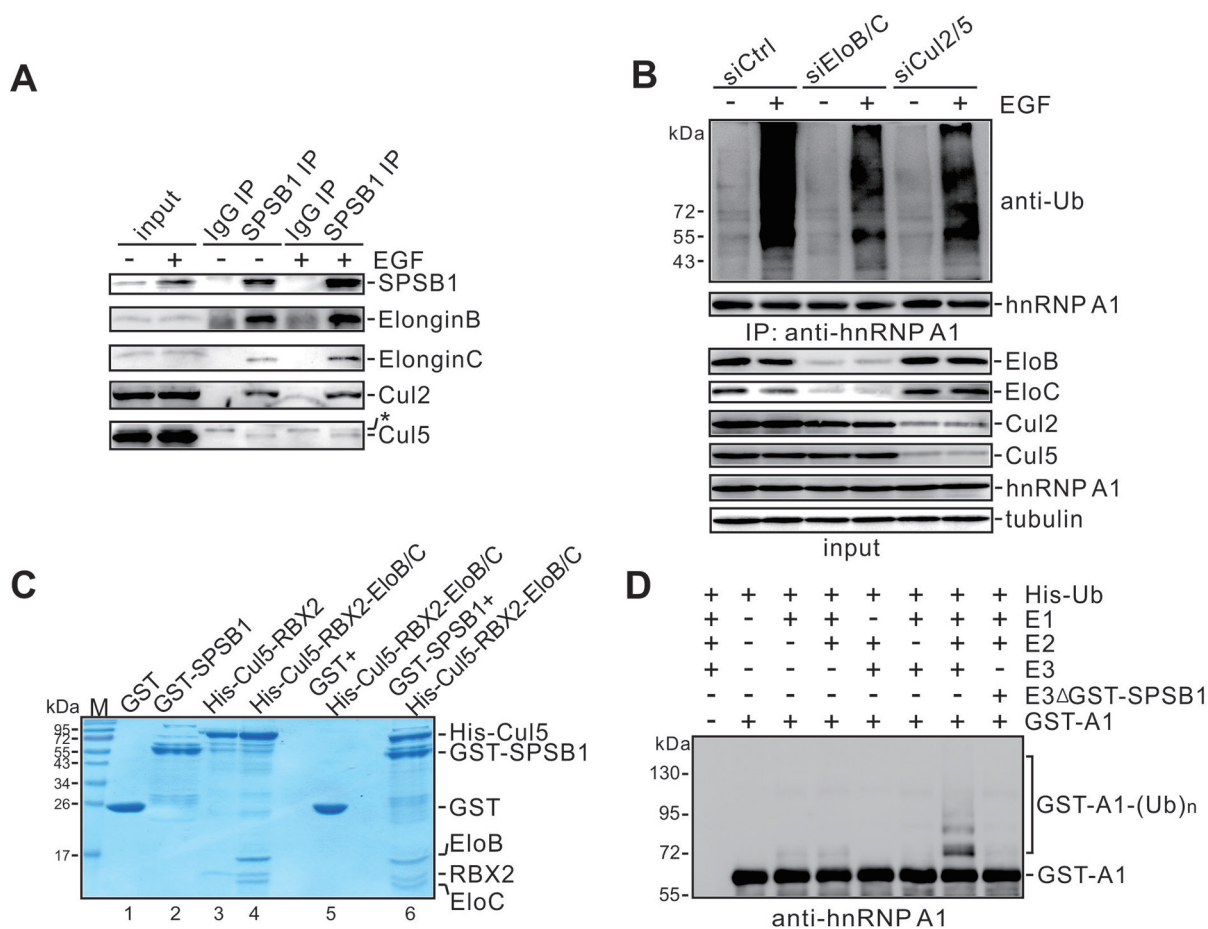 A
input
IgG IP
SPSB1 IP
IgG IP
SPSB1 IP
- + - - + + EGF
-SPSB1
-ElonginB
-ElonginC
-Cul2
*
-Cul5
B
siCtrl
siEloB/C
siCul2/5
- + - + - + EGF
kDa
72-
55-
43-
anti-Ub
-hnRNP A1
IP: anti-hnRNP A1
-EloB
-EloC
-Cul2
-Cul5
-hnRNP A1
-tubulin
input
C
kDa
M
GST
GST-SPSB1
His-Cul5-RBX2
His-Cul5-RBX2-EloB/C
GST+
His-Cul5-RBX2-EloB/C
GST-SPSB1+
His-Cul5-RBX2-EloB/C
95-
72-
55-
43-
34-
26-
17-
His-Cul5
GST-SPSB1
GST
EloB
RBX2
EloC
1 2 3 4 5 6
D
+ + + + + + + + His-Ub
+ - + + - + + + E1
+ - - + + - + + E2
+ - - - + + + - E3
- - - - - - - + E3△GST-SPSB1
- + + + + + + + GST-A1
kDa
130-
95-
72-
55-
GST-A1-(Ub)n
-GST-A1
anti-hnRNP A1